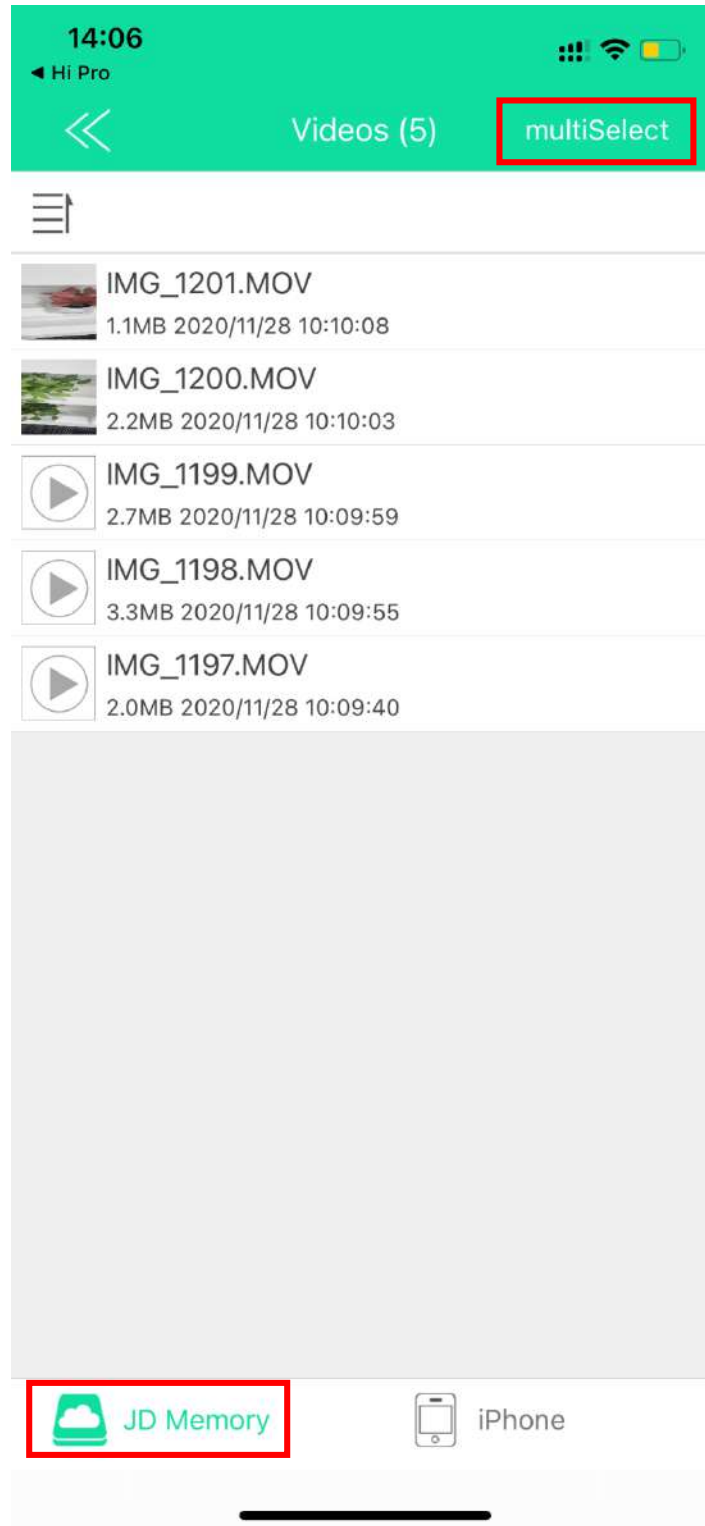 14:06
◀ Hi Pro
Videos (5)
multiSelect
IMG_1201.MOV
1.1MB 2020/11/28 10:10:08
IMG_1200.MOV
2.2MB 2020/11/28 10:10:03
IMG_1199.MOV
2.7MB 2020/11/28 10:09:59
IMG_1198.MOV
3.3MB 2020/11/28 10:09:55
IMG_1197.MOV
2.0MB 2020/11/28 10:09:40
JD Memory
iPhone